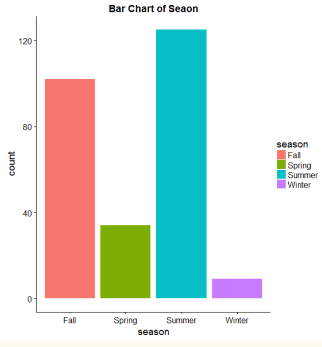 Bar Chart of Seaon
120
80
40
0
count
Fall
Spring
Summer
Winter
season
season
Fall
Spring
Summer
Winter